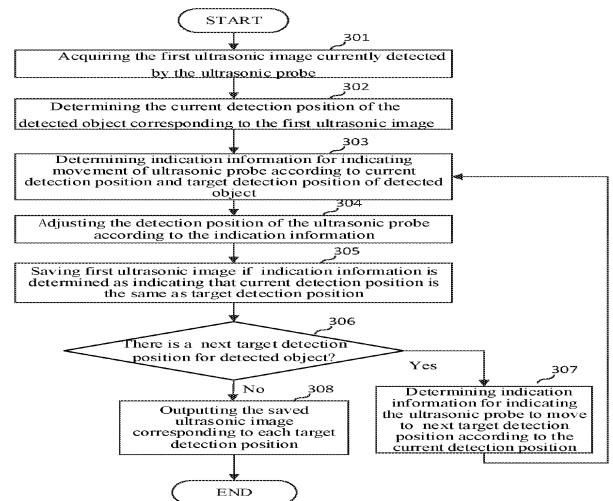 START
301
Acquiring the first ultrasonic image currently detected
by the ultrasonic probe
302
Determining the current detection position of the
detected object corresponding to the first ultrasonic image
303
Determining indication information for indicating
movement of ultrasonic probe according to current
detection position and target detection position of detected
object
304
Adjusting the detection position of the ultrasonic probe
according to the indication information
305
Saving first ultrasonic image if indication information is
determined as indicating that current detection position is
the same as target detection position
306
There is a next target detection
position for detected object?
Yes
No
307
Determining indication
information for indicating
the ultrasonic probe to move
to next target detection
position according to the
current detection position
308
Outputting the saved
ultrasonic image
corresponding to each target
detection position
END